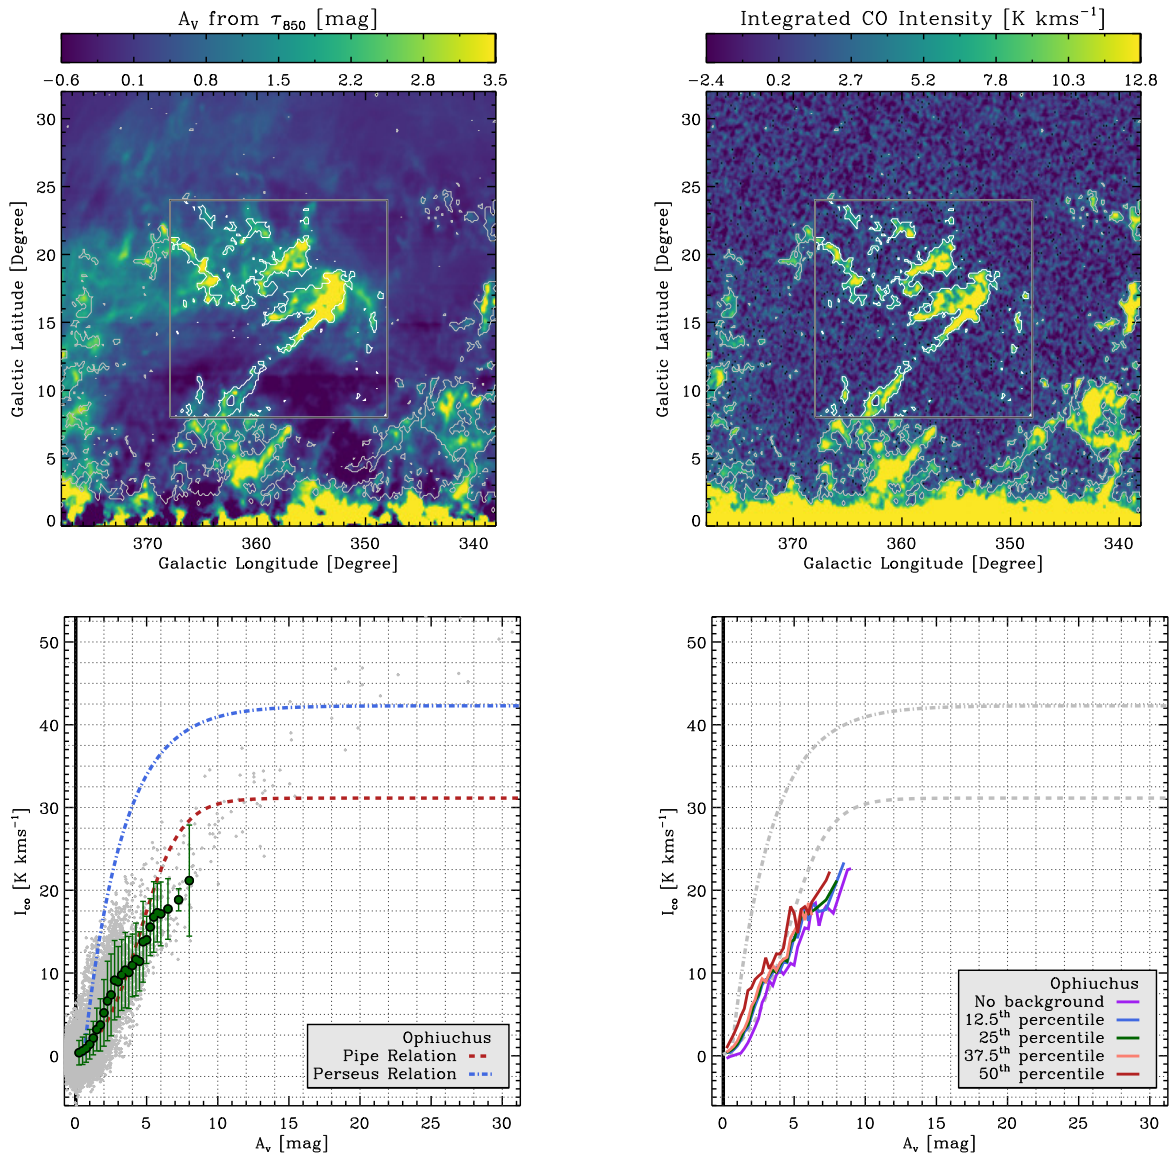 A_V from τ_850 [mag]
−0.6 0.1 0.8 1.5 2.2 2.8 3.5
30
25
20
15
10
5
0
Galactic Latitude [Degree]
370 360 350 340
Galactic Longitude [Degree]
Integrated CO Intensity [K kms⁻¹]
−2.4 0.2 2.7 5.2 7.8 10.3 12.8
30
25
20
15
10
5
0
Galactic Latitude [Degree]
370 360 350 340
Galactic Longitude [Degree]
50
40
30
20
10
0
I_co [K kms⁻¹]
0 5 10 15 20 25 30
A_v [mag]
Ophiuchus
Pipe Relation
Perseus Relation
50
40
30
20
10
0
I_co [K kms⁻¹]
0 5 10 15 20 25 30
A_v [mag]
Ophiuchus
No background
12.5th percentile
25th percentile
37.5th percentile
50th percentile